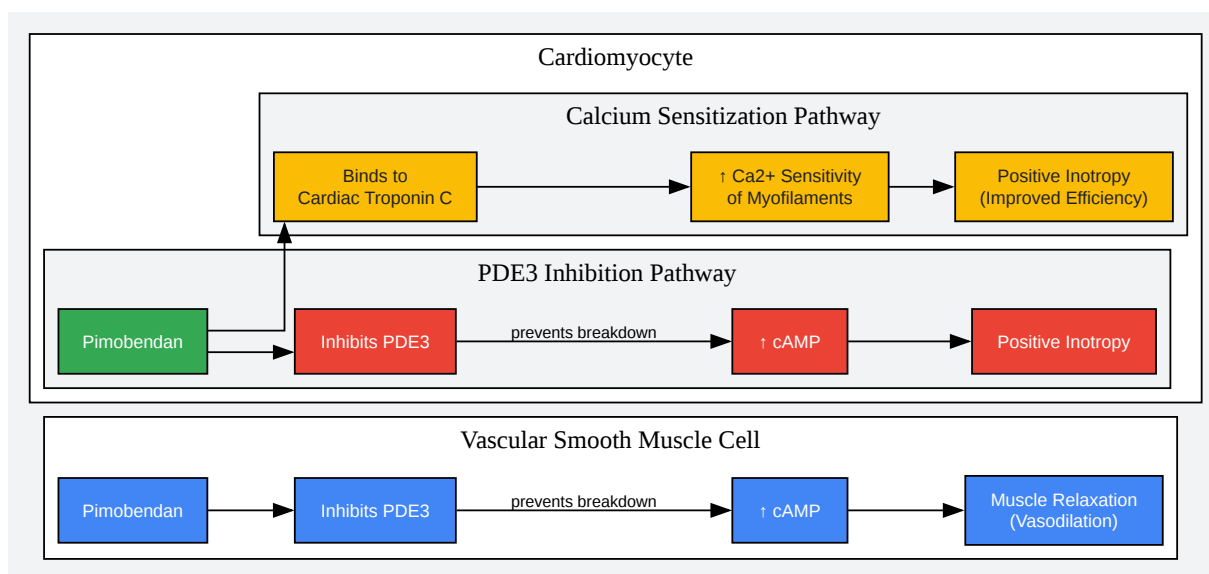 Cardiomyocyte
Calcium Sensitization Pathway
Binds to
Cardiac Troponin C
↑ Ca2+ Sensitivity
of Myofilaments
Positive Inotropy
(Improved Efficiency)
PDE3 Inhibition Pathway
Pimobendan
Inhibits PDE3
prevents breakdown
↑ cAMP
Positive Inotropy
Vascular Smooth Muscle Cell
Pimobendan
Inhibits PDE3
prevents breakdown
↑ cAMP
Muscle Relaxation
(Vasodilation)